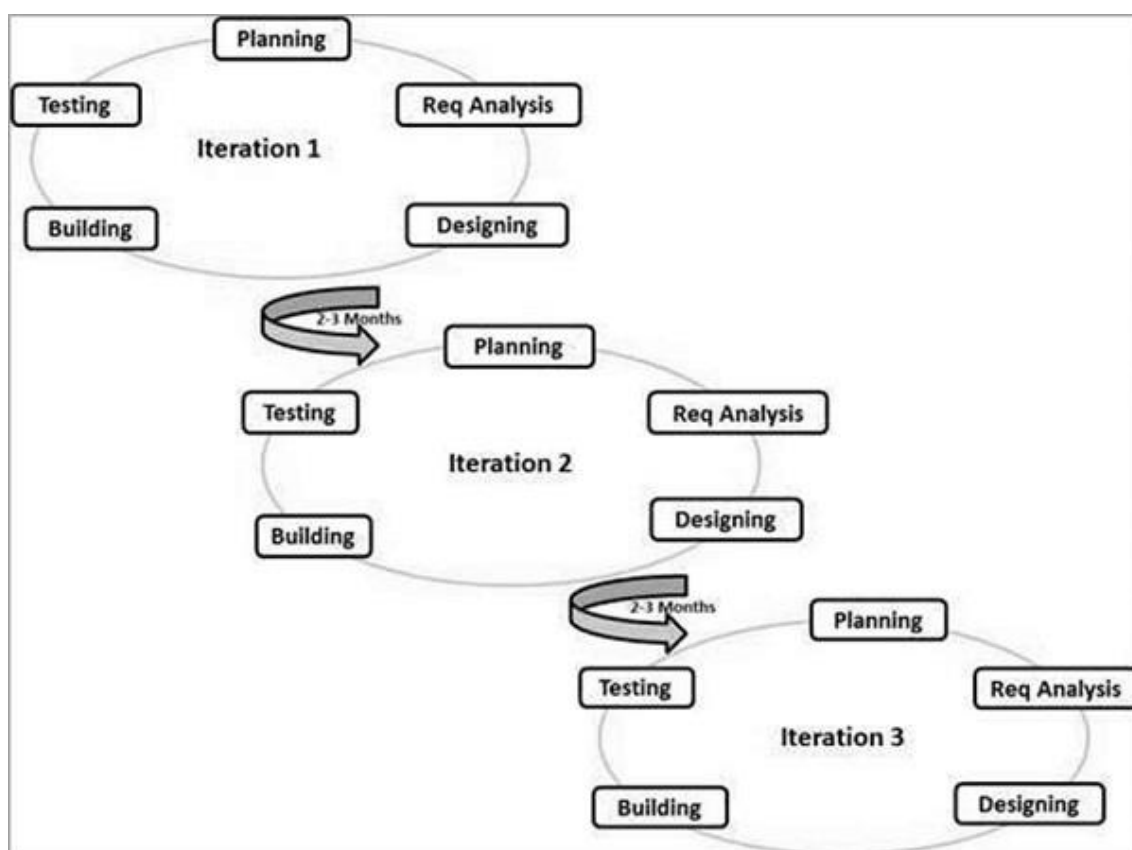 Planning
Testing
Req Analysis
Iteration 1
Building
Designing
2-3 Months
Planning
Testing
Req Analysis
Iteration 2
Building
Designing
2-3 Months
Planning
Testing
Req Analysis
Iteration 3
Building
Designing